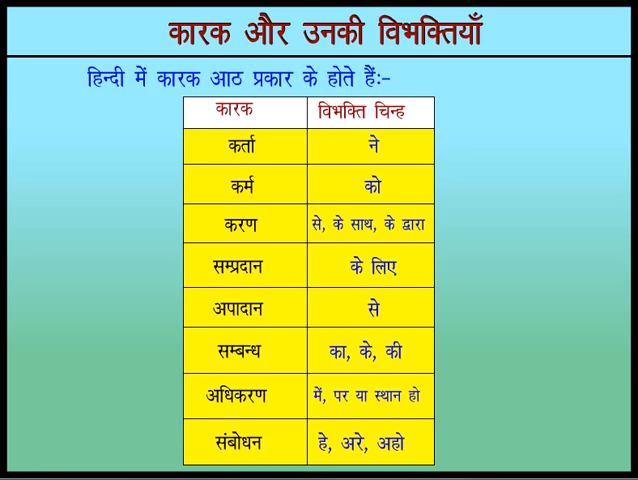 कारक और उनकी विभक्तियाँ
हिन्दी में कारक आठ प्रकार के होते हैं:-
कारक विभक्ति चिन्ह
कर्ता ने
कर्म को
करण से, के साथ, के द्वारा
सम्प्रदान के लिए
अपादान से
सम्बन्ध का, के, की
अधिकरण में, पर या स्थान हो
संबोधन हे, अरे, अहो